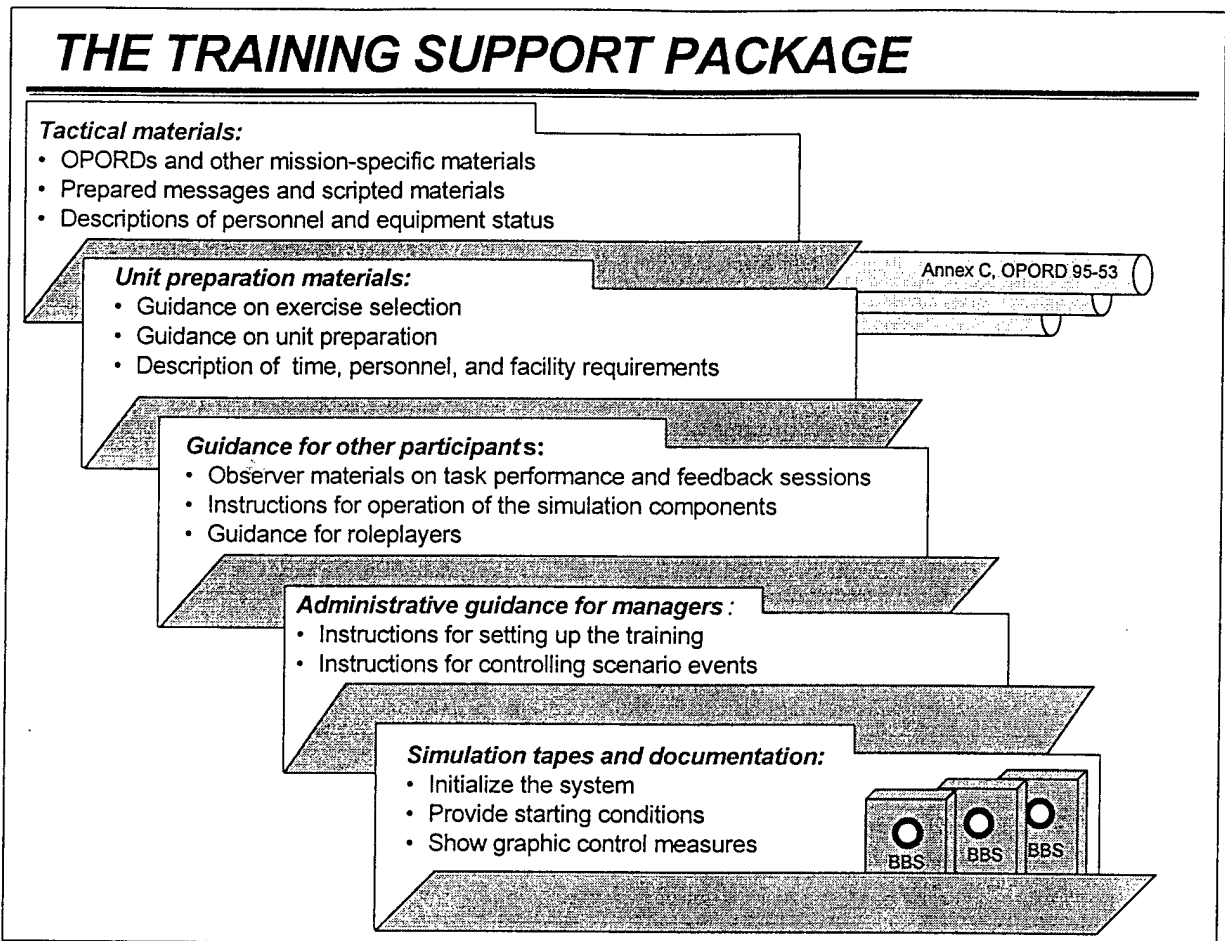 THE TRAINING SUPPORT PACKAGE
Tactical materials:
• OPORDs and other mission-specific materials
• Prepared messages and scripted materials
• Descriptions of personnel and equipment status
Annex C, OPORD 95-53
Unit preparation materials:
• Guidance on exercise selection
• Guidance on unit preparation
• Description of time, personnel, and facility requirements
Guidance for other participants:
• Observer materials on task performance and feedback sessions
• Instructions for operation of the simulation components
• Guidance for roleplayers
Administrative guidance for managers :
• Instructions for setting up the training
• Instructions for controlling scenario events
Simulation tapes and documentation:
• Initialize the system
• Provide starting conditions
• Show graphic control measures
BBS BBS BBS